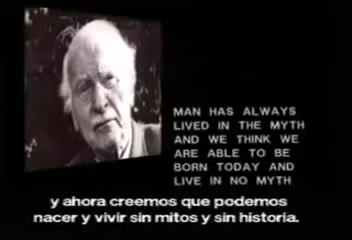 MAN HAS ALWAYS
LIVED IN THE MYTH
AND WE THINK WE
ARE ABLE TO BE
BORN TODAY AND
LIVE IN NO MYTH
y ahora creemos que podemos
nacer y vivir sin mitos y sin historia.